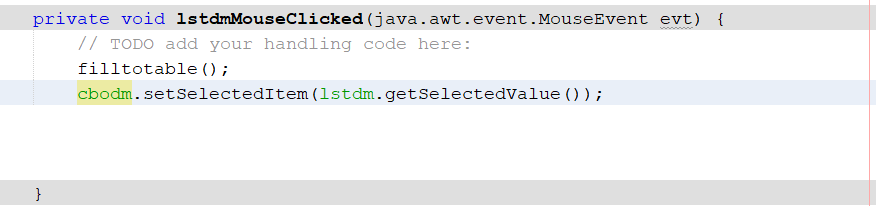 private void lstdmMouseClicked(java.awt.event.MouseEvent evt) {
// TODO add your handling code here:
filltotable();
cbodm.setSelectedItem(lstdm.getSelectedValue());
}